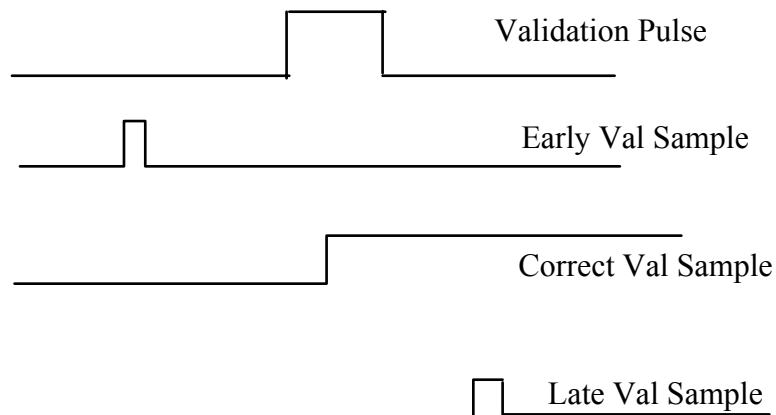 Validation Pulse
Early Val Sample
Correct Val Sample
Late Val Sample